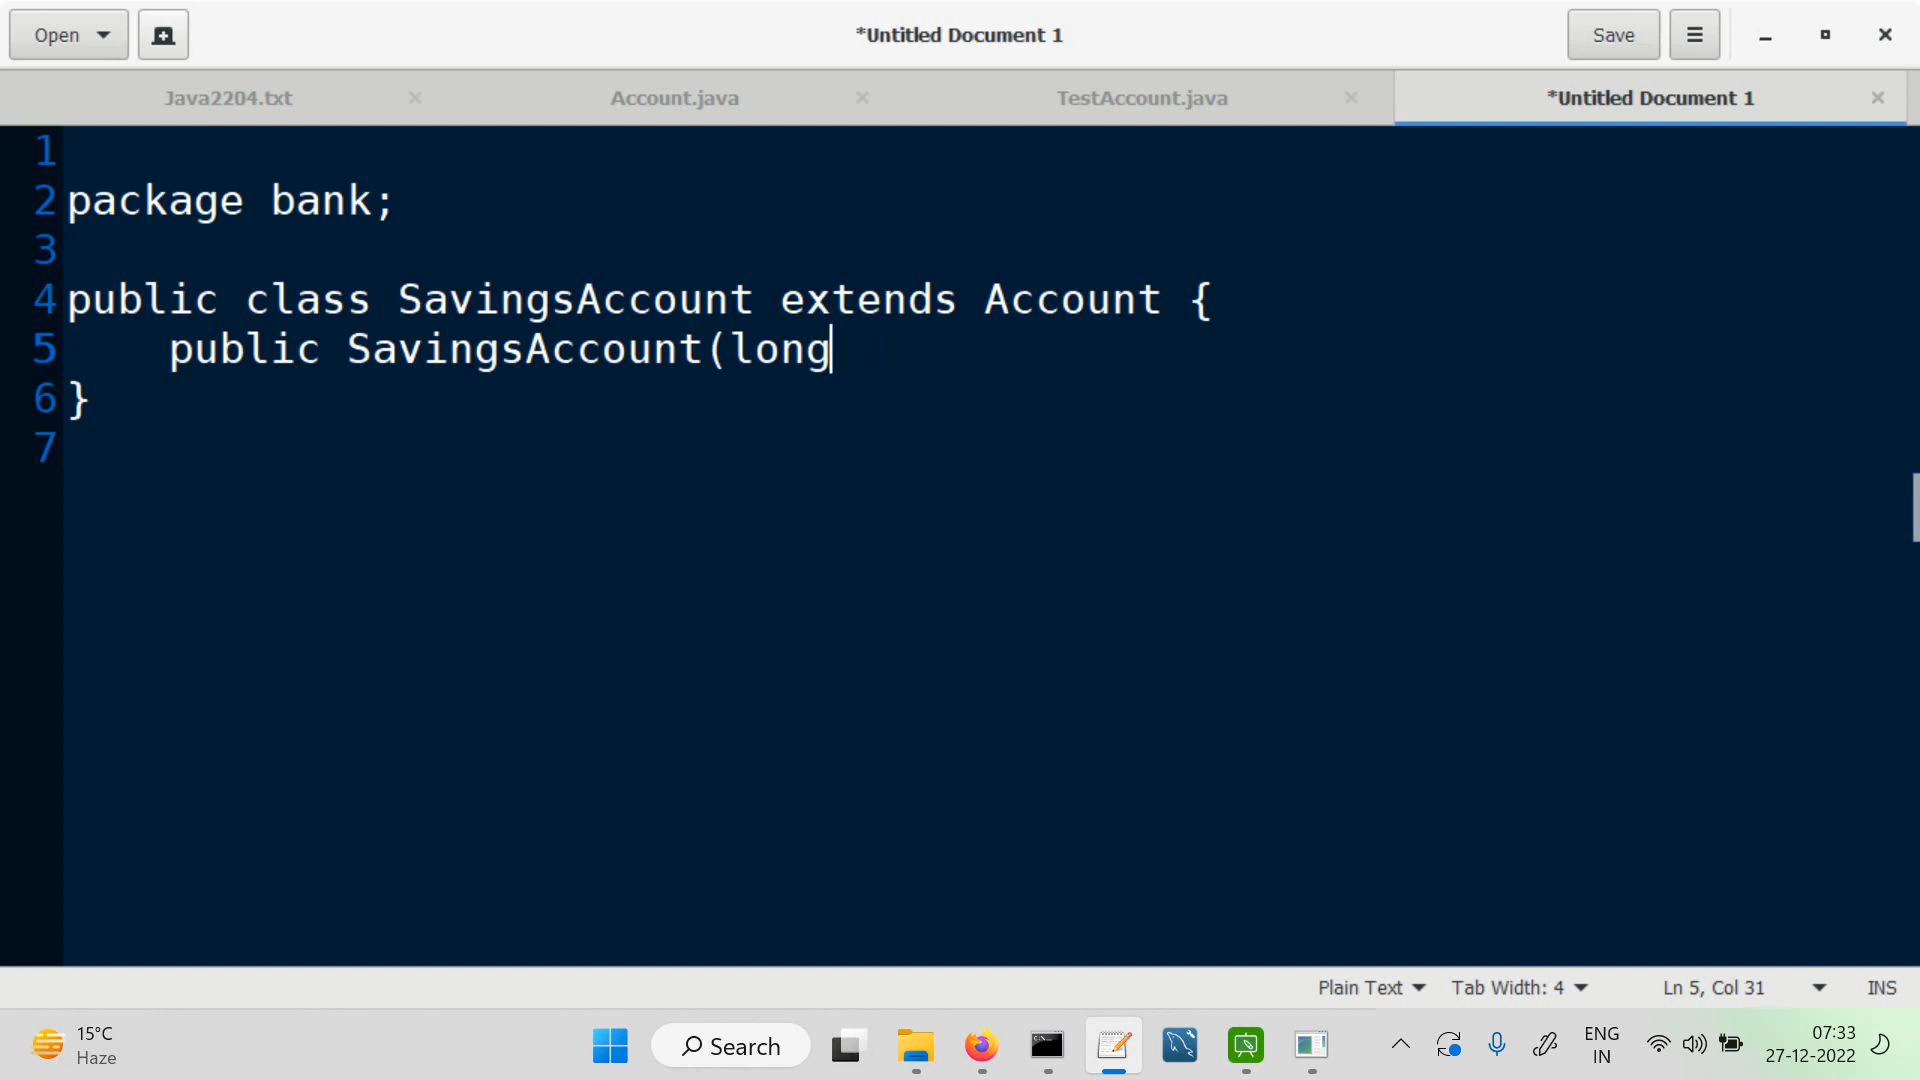 Open
*Untitled Document 1
Save
Java2204.txt
Account.java
TestAccount.java
*Untitled Document 1
1
2 package bank;
3
4 public class SavingsAccount extends Account {
5 public SavingsAccount(long
6 }
7
Plain Text
Tab Width: 4
Ln 5, Col 31
INS
15°C
Haze
Search
ENG
IN
07:33
27-12-2022